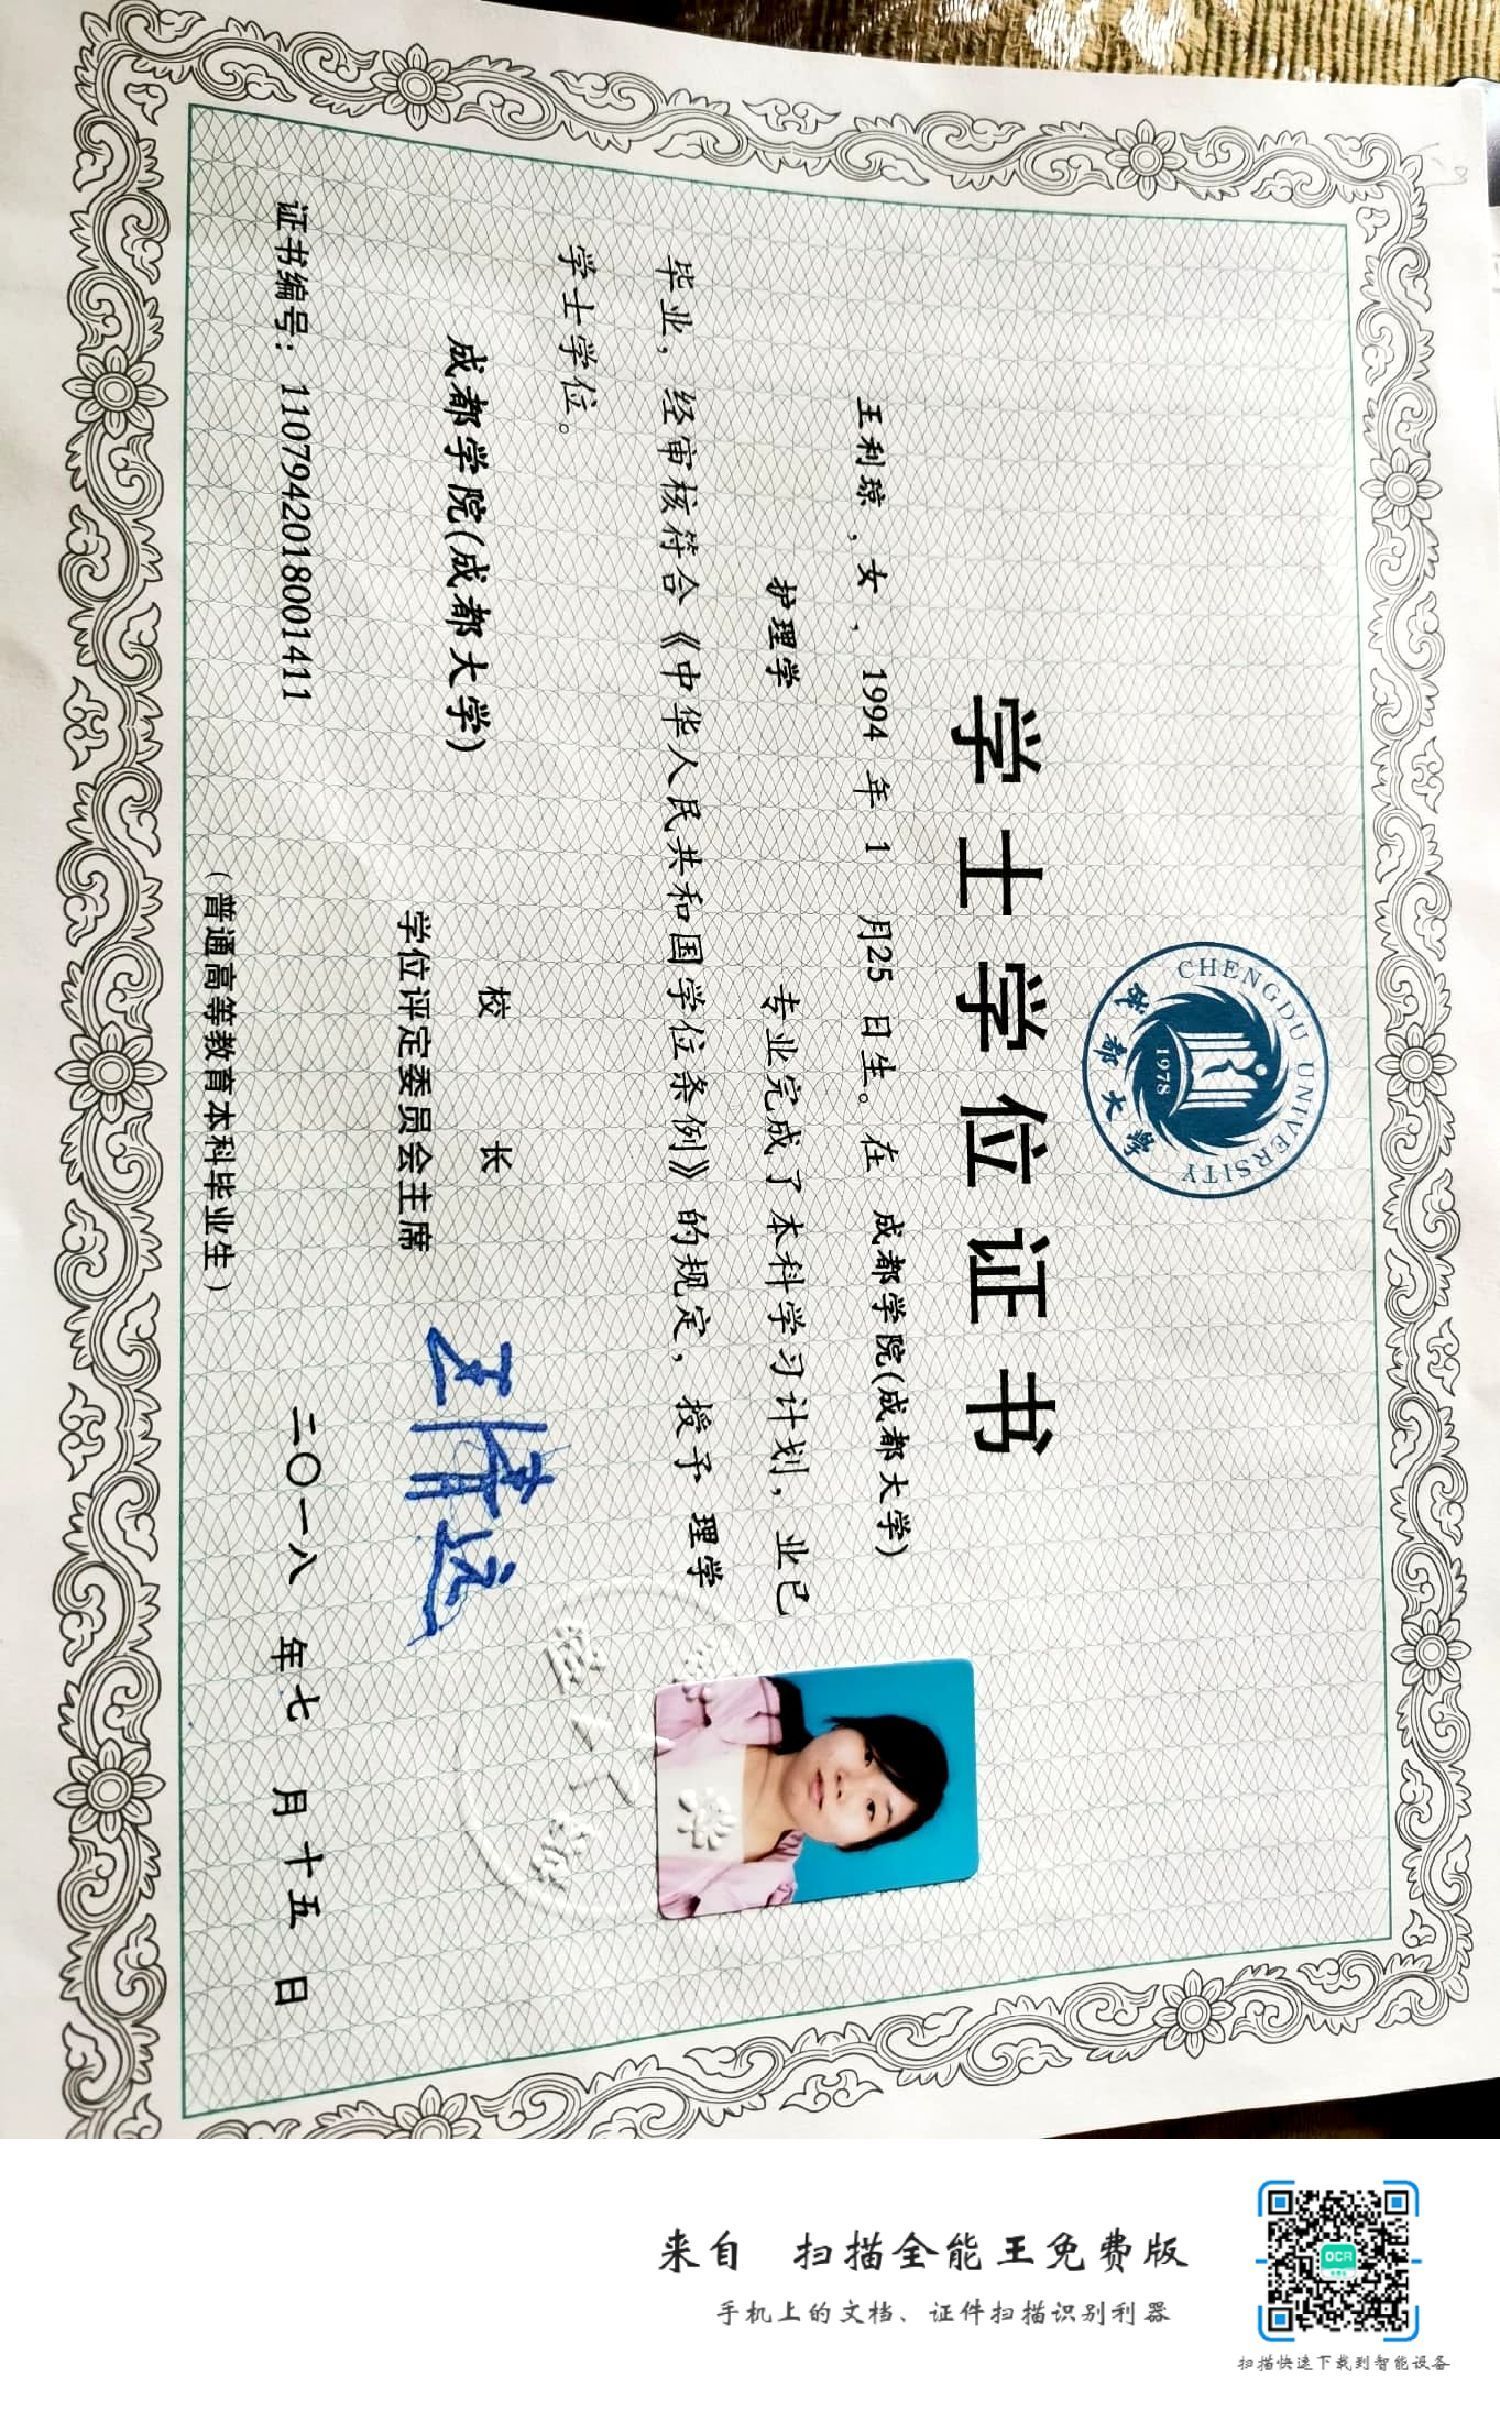 CHENGDU UNIVERSITY
1978
成都大学
学士学位证书
王利琼,女,1994 年 1 月25 日生。在 成都学院(成都大学)
护理学 专业完成了本科学习计划,业已
毕业,经审核符合《中华人民共和国学位条例》的规定,授予 理学
学士学位。
成都学院(成都大学) 校 长
学位评定委员会主席
证书编号:1107942018001411 二〇一八 年七 月十五 日
(普通高等教育本科毕业生)
来自 扫描全能王免费版
手机上的文档、证件扫描识别利器
OCR
扫描快速下载到智能设备